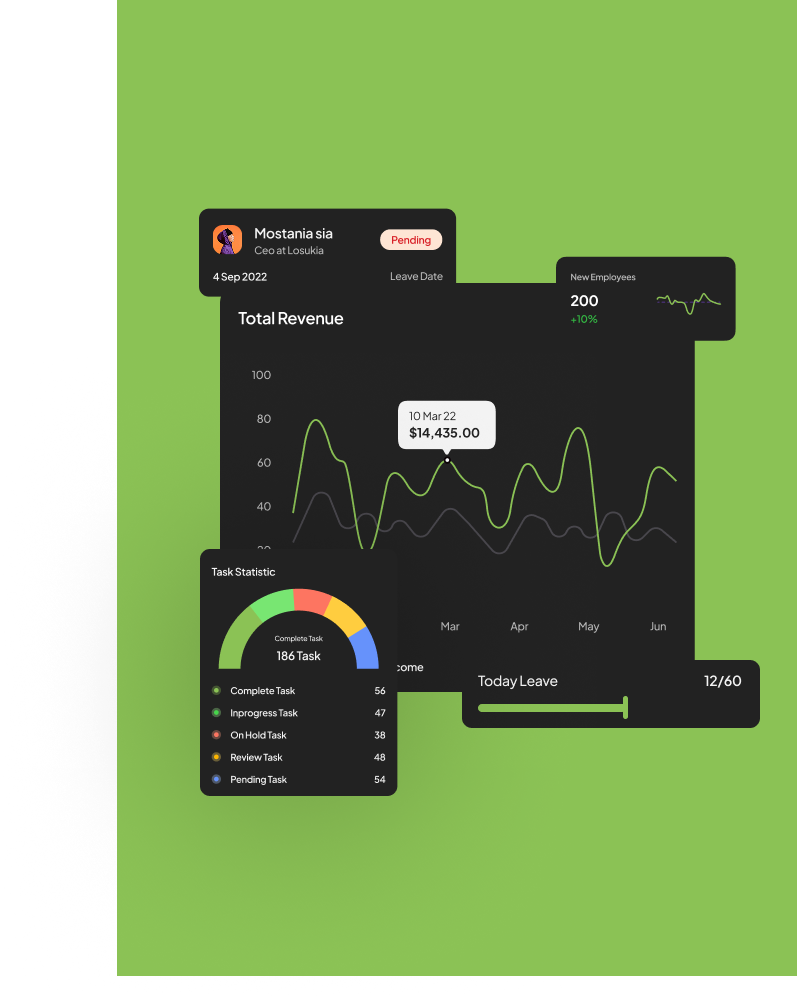 Mostania sia
Ceo at Losukia
Pending
4 Sep 2022
Leave Date
New Employees
200
+10%
Total Revenue
100
80
60
40
10 Mar 22
$14,435.00
Mar
Apr
May
Jun
come
Task Statistic
Complete Task
186 Task
Complete Task 56
Inprogress Task 47
On Hold Task 38
Review Task 48
Pending Task 54
Today Leave
12/60